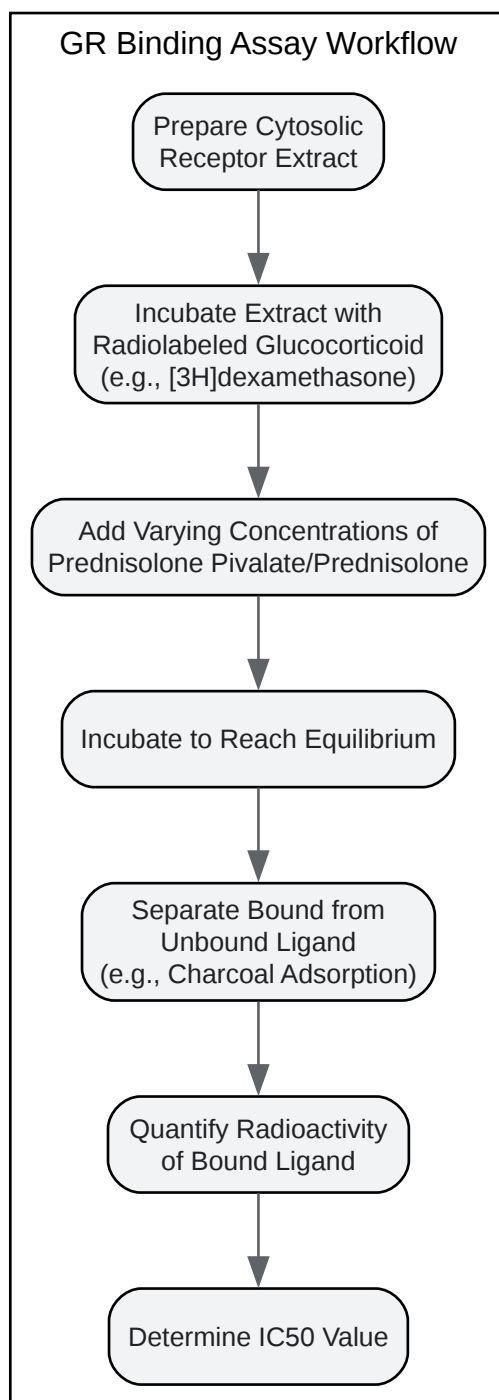 GR Binding Assay Workflow
Prepare Cytosolic
Receptor Extract
Incubate Extract with
Radiolabeled Glucocorticoid
(e.g., [3H]dexamethasone)
Add Varying Concentrations of
Prednisolone Pivalate/Prednisolone
Incubate to Reach Equilibrium
Separate Bound from
Unbound Ligand
(e.g., Charcoal Adsorption)
Quantify Radioactivity
of Bound Ligand
Determine IC50 Value